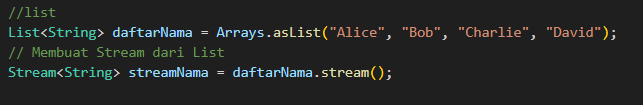 //list
List<String> daftarNama = Arrays.asList("Alice", "Bob", "Charlie", "David");
// Membuat Stream dari List
Stream<String> streamNama = daftarNama.stream();